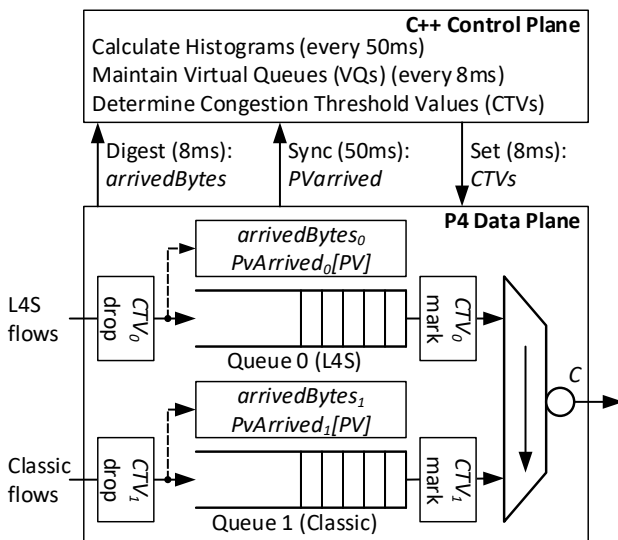 C++ Control Plane
Calculate Histograms (every 50ms)
Maintain Virtual Queues (VQs) (every 8ms)
Determine Congestion Threshold Values (CTVs)
Digest (8ms):
arrivedBytes
Sync (50ms):
PVarrived
Set (8ms):
CTVs
P4 Data Plane
arrivedBytes₀
PvArrived₀[PV]
L4S
flows
CTV₀
drop
Queue 0 (L4S)
CTV₀
mark
C
arrivedBytes₁
PvArrived₁[PV]
Classic
flows
CTV₁
drop
Queue 1 (Classic)
CTV₁
mark